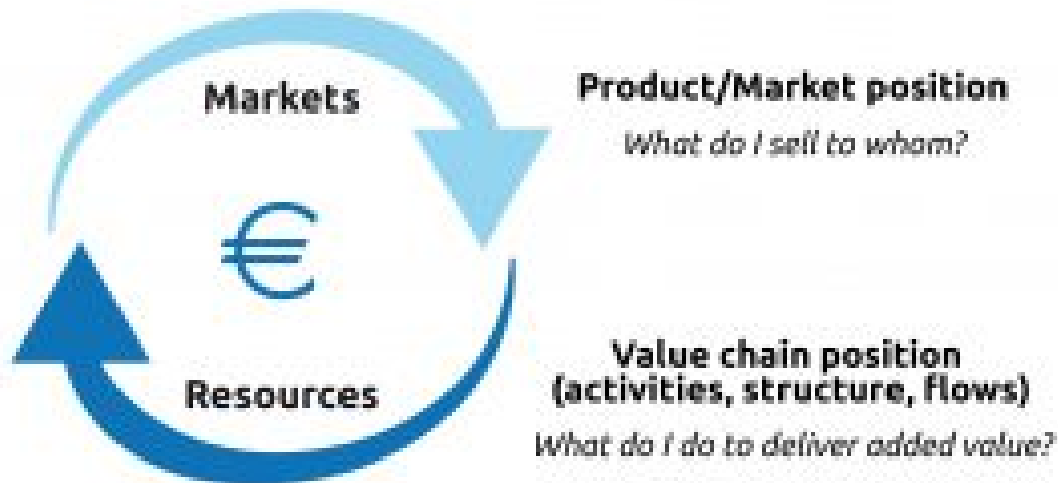 Markets
Product/Market position
What do I sell to whom?
€
Value chain position
(activities, structure, flows)
Resources
What do I do to deliver added value?